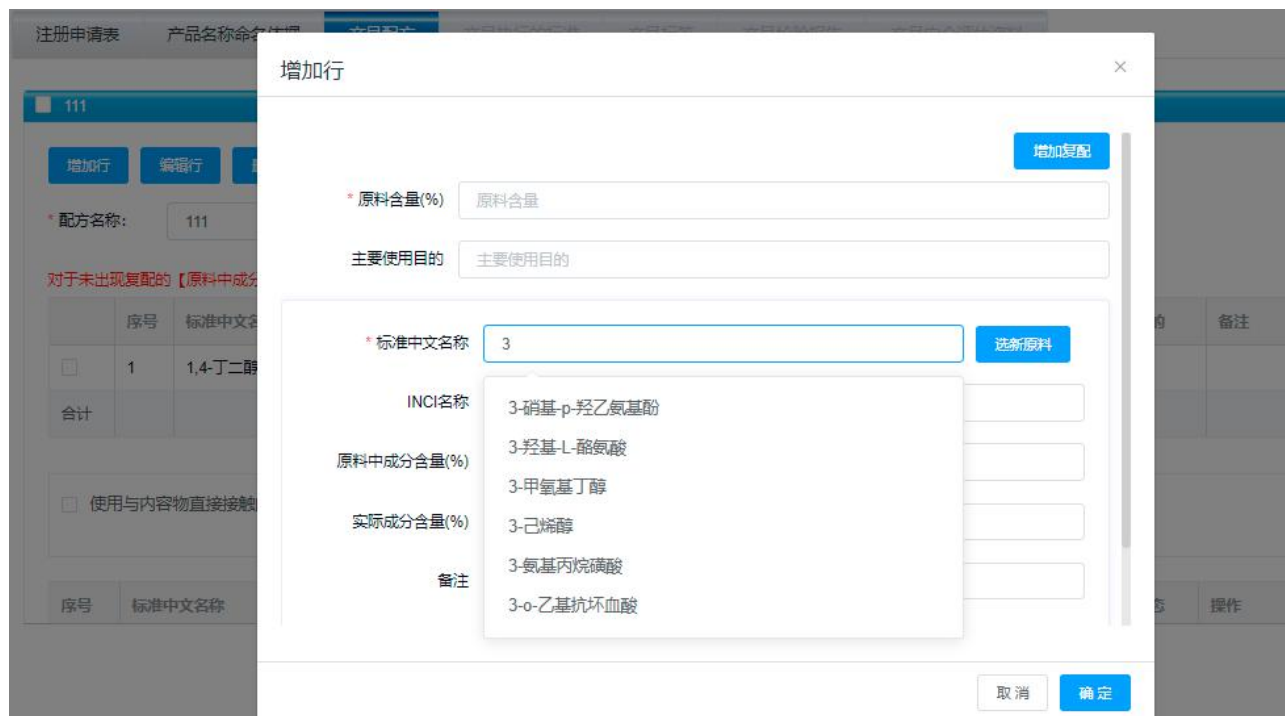 注册申请表 产品名称命名依据 产品配方
增加行 ×
111
增加复配
增加行 编辑行
* 原料含量(%) 原料含量
* 配方名称: 111
主要使用目的 主要使用目的
对于未出现复配的【原料中成分
序号 标准中文名 备注
* 标准中文名称 3 选新原料
1 1,4-丁二醇
INCI名称 3-硝基-p-羟乙氨基酚
合计
3-羟基-L-酪氨酸
原料中成分含量(%)
3-甲氧基丁醇
使用与内容物直接接触
实际成分含量(%) 3-己烯醇
3-氨基丙烷磺酸
备注
序号 标准中文名称 3-o-乙基抗坏血酸 操作
取消 确定